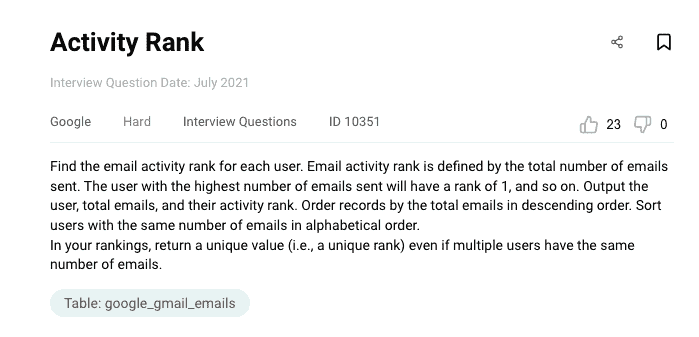 Activity Rank
Interview Question Date: July 2021
Google Hard Interview Questions ID 10351 23 0
Find the email activity rank for each user. Email activity rank is defined by the total number of emails
sent. The user with the highest number of emails sent will have a rank of 1, and so on. Output the
user, total emails, and their activity rank. Order records by the total emails in descending order. Sort
users with the same number of emails in alphabetical order.
In your rankings, return a unique value (i.e., a unique rank) even if multiple users have the same
number of emails.
Table: google_gmail_emails